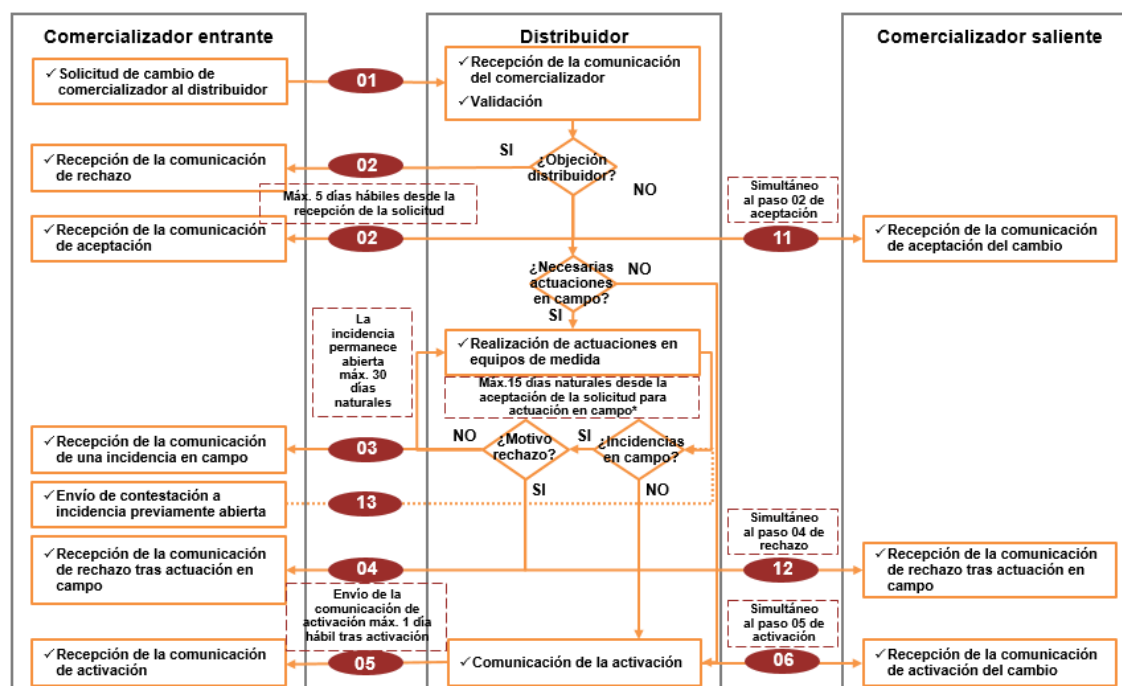 Comercializador entrante
Distribuidor
Comercializador saliente
✓ Solicitud de cambio de
comercializador al distribuidor
01
✓ Recepción de la comunicación
del comercializador
✓ Validación
✓ Recepción de la comunicación
de rechazo
02
SI
¿Objeción
distribuidor?
NO
Máx. 5 días hábiles desde la
recepción de la solicitud
Simultáneo
al paso 02 de
aceptación
✓ Recepción de la comunicación
de aceptación
02
11
✓ Recepción de la comunicación
de aceptación del cambio
¿Necesarias
actuaciones
en campo?
NO
SI
La
incidencia
permanece
abierta
máx. 30
días
naturales
✓ Realización de actuaciones en
equipos de medida
Máx.15 días naturales desde la
aceptación de la solicitud para
actuación en campo*
✓ Recepción de la comunicación
de una incidencia en campo
03
NO
¿Motivo
rechazo?
SI
¿Incidencias
en campo?
SI
NO
✓ Envío de contestación a
incidencia previamente abierta
13
Simultáneo
al paso 04 de
rechazo
✓ Recepción de la comunicación
de rechazo tras actuación en
campo
04
12
✓ Recepción de la comunicación
de rechazo tras actuación en
campo
Envío de la
comunicación de
activación máx. 1 día
hábil tras activación
Simultáneo
al paso 05 de
activación
✓ Recepción de la comunicación
de activación
05
✓ Comunicación de la activación
06
✓ Recepción de la comunicación
de activación del cambio